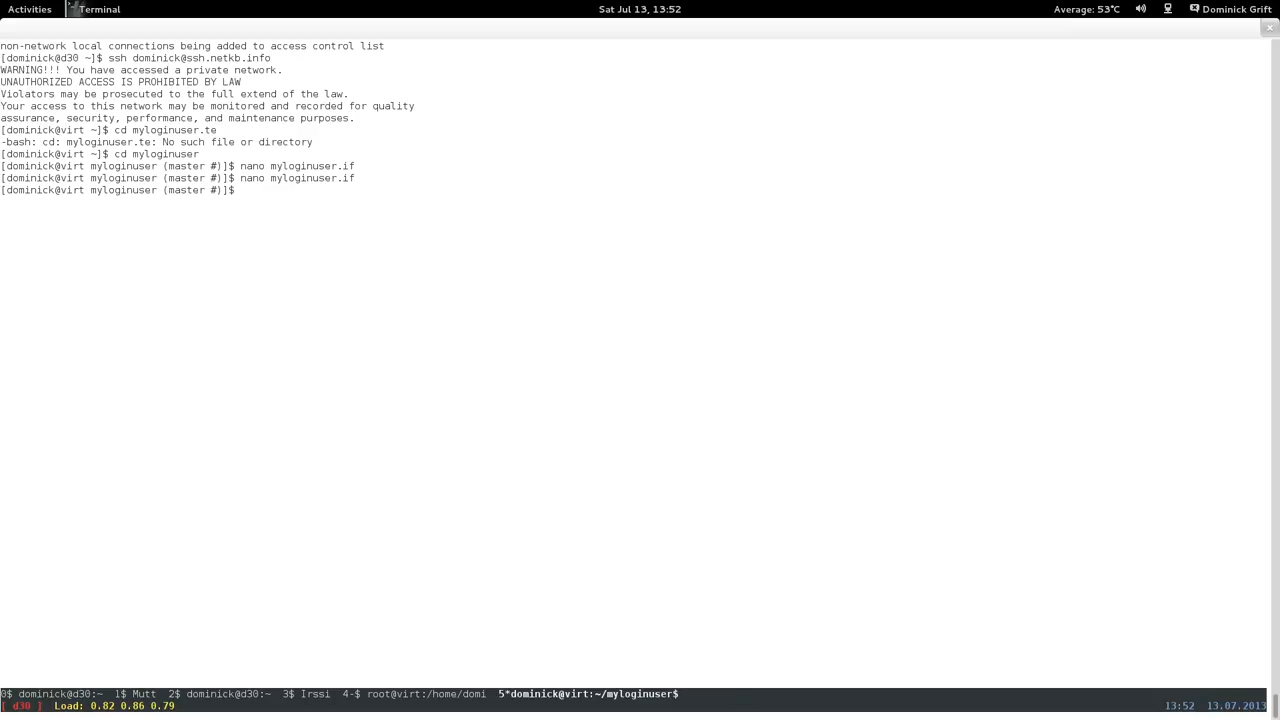 Activities Terminal Sat Jul 13, 13:52 Average: 53°C Dominick Grift
non-network local connections being added to access control list
[dominick@d30 ~]$ ssh dominick@ssh.netkb.info
WARNING!!! You have accessed a private network.
UNAUTHORIZED ACCESS IS PROHIBITED BY LAW
Violators may be prosecuted to the full extend of the law.
Your access to this network may be monitored and recorded for quality
assurance, security, performance, and maintenance purposes.
[dominick@virt ~]$ cd myloginuser.te
-bash: cd: myloginuser.te: No such file or directory
[dominick@virt ~]$ cd myloginuser
[dominick@virt myloginuser (master #)]$ nano myloginuser.if
[dominick@virt myloginuser (master #)]$ nano myloginuser.if
[dominick@virt myloginuser (master #)]$
0$ dominick@d30:~ 1$ Mutt 2$ dominick@d30:~ 3$ Irssi 4-$ root@virt:/home/domi 5*dominick@virt:~/myloginuser$
[ d30 ] Load: 0.82 0.86 0.79 13:52 13.07.2013